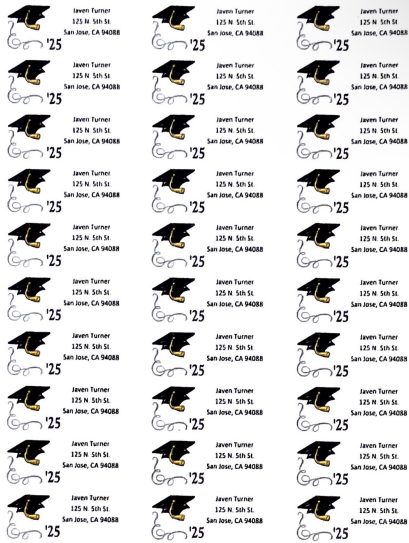 Javen Turner
125 N. 5th St.
San Jose, CA 94088
'25
Javen Turner
125 N. 5th St.
San Jose, CA 94088
'25
Javen Turner
125 N. 5th St.
San Jose, CA 94088
'25
Javen Turner
125 N. 5th St.
San Jose, CA 94088
'25
Javen Turner
125 N. 5th St.
San Jose, CA 94088
'25
Javen Turner
125 N. 5th St.
San Jose, CA 94088
'25
Javen Turner
125 N. 5th St.
San Jose, CA 94088
'25
Javen Turner
125 N. 5th St.
San Jose, CA 94088
'25
Javen Turner
125 N. 5th St.
San Jose, CA 94088
'25
Javen Turner
125 N. 5th St.
San Jose, CA 94088
'25
Javen Turner
125 N. 5th St.
San Jose, CA 94088
'25
Javen Turner
125 N. 5th St.
San Jose, CA 94088
'25
Javen Turner
125 N. 5th St.
San Jose, CA 94088
'25
Javen Turner
125 N. 5th St.
San Jose, CA 94088
'25
Javen Turner
125 N. 5th St.
San Jose, CA 94088
'25
Javen Turner
125 N. 5th St.
San Jose, CA 94088
'25
Javen Turner
125 N. 5th St.
San Jose, CA 94088
'25
Javen Turner
125 N. 5th St.
San Jose, CA 94088
'25
Javen Turner
125 N. 5th St.
San Jose, CA 94088
'25
Javen Turner
125 N. 5th St.
San Jose, CA 94088
'25
Javen Turner
125 N. 5th St.
San Jose, CA 94088
'25
Javen Turner
125 N. 5th St.
San Jose, CA 94088
'25
Javen Turner
125 N. 5th St.
San Jose, CA 94088
'25
Javen Turner
125 N. 5th St.
San Jose, CA 94088
'25
Javen Turner
125 N. 5th St.
San Jose, CA 94088
'25
Javen Turner
125 N. 5th St.
San Jose, CA 94088
'25
Javen Turner
125 N. 5th St.
San Jose, CA 94088
'25
Javen Turner
125 N. 5th St.
San Jose, CA 94088
'25
Javen Turner
125 N. 5th St.
San Jose, CA 94088
'25
Javen Turner
125 N. 5th St.
San Jose, CA 94088
'25